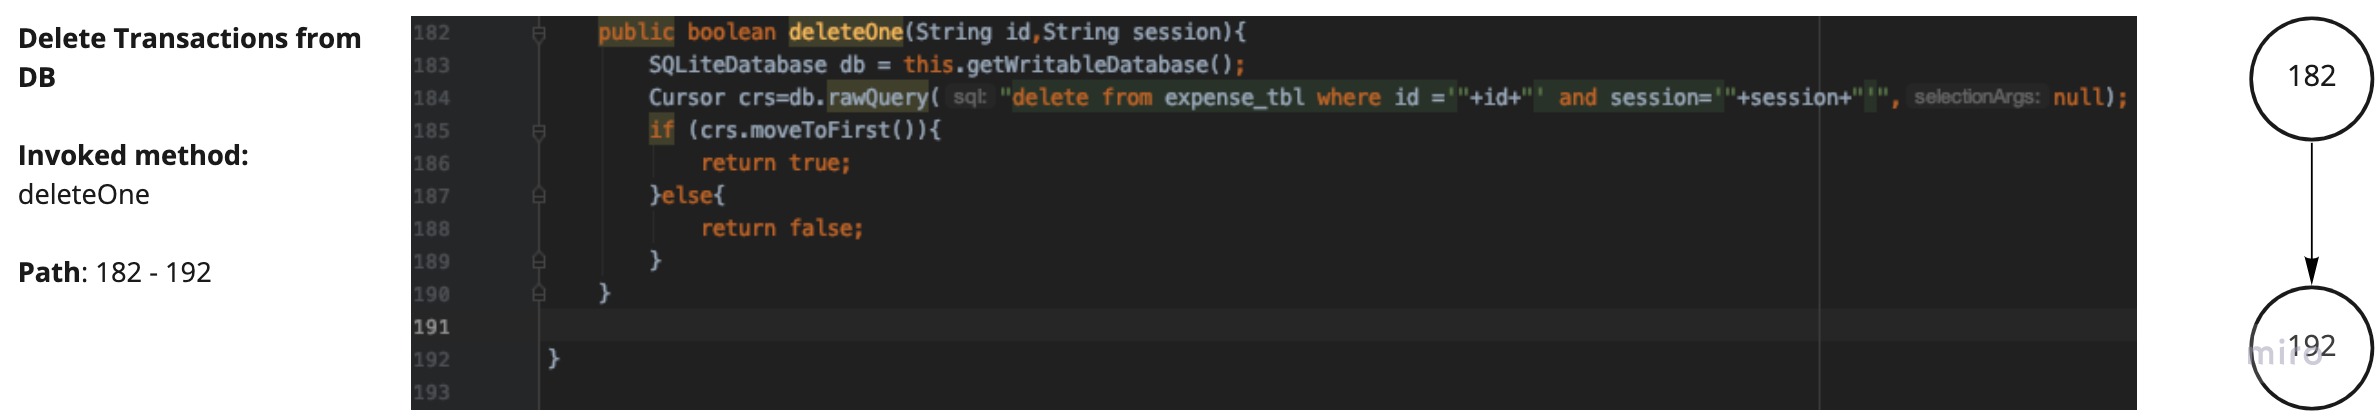 Delete Transactions from
DB
Invoked method:
deleteOne
Path: 182 - 192
182 public boolean deleteOne(String id,String session){
183 SQLiteDatabase db = this.getWritableDatabase();
184 Cursor crs=db.rawQuery( sql: "delete from expense_tbl where id ='"+id+"' and session='"+session+"'", selectionArgs: null);
185 if (crs.moveToFirst()){
186 return true;
187 }else{
188 return false;
189 }
190 }
191
192 }
193
182
192
miro